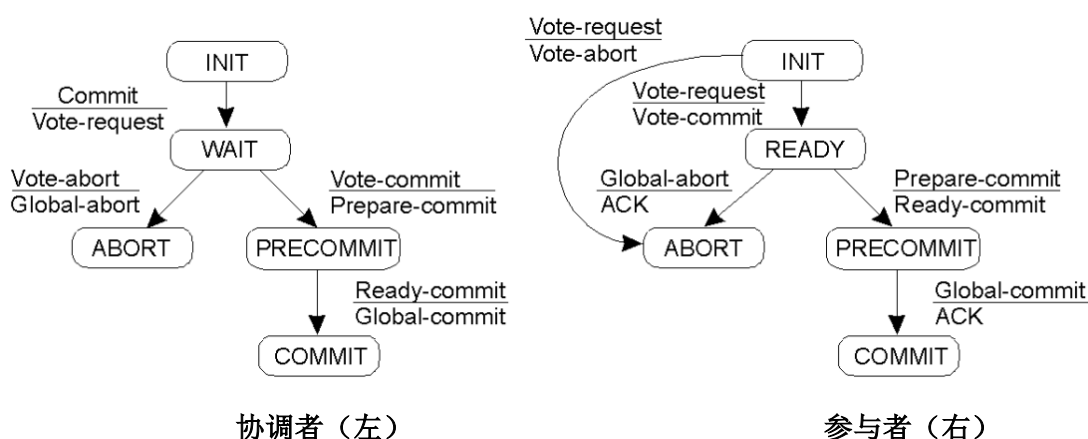 INIT
Commit
Vote-request
WAIT
Vote-abort
Global-abort
Vote-commit
Prepare-commit
ABORT
PRECOMMIT
Ready-commit
Global-commit
COMMIT
协调者（左）
Vote-request
Vote-abort
INIT
Vote-request
Vote-commit
READY
Global-abort
ACK
Prepare-commit
Ready-commit
ABORT
PRECOMMIT
Global-commit
ACK
COMMIT
参与者（右）